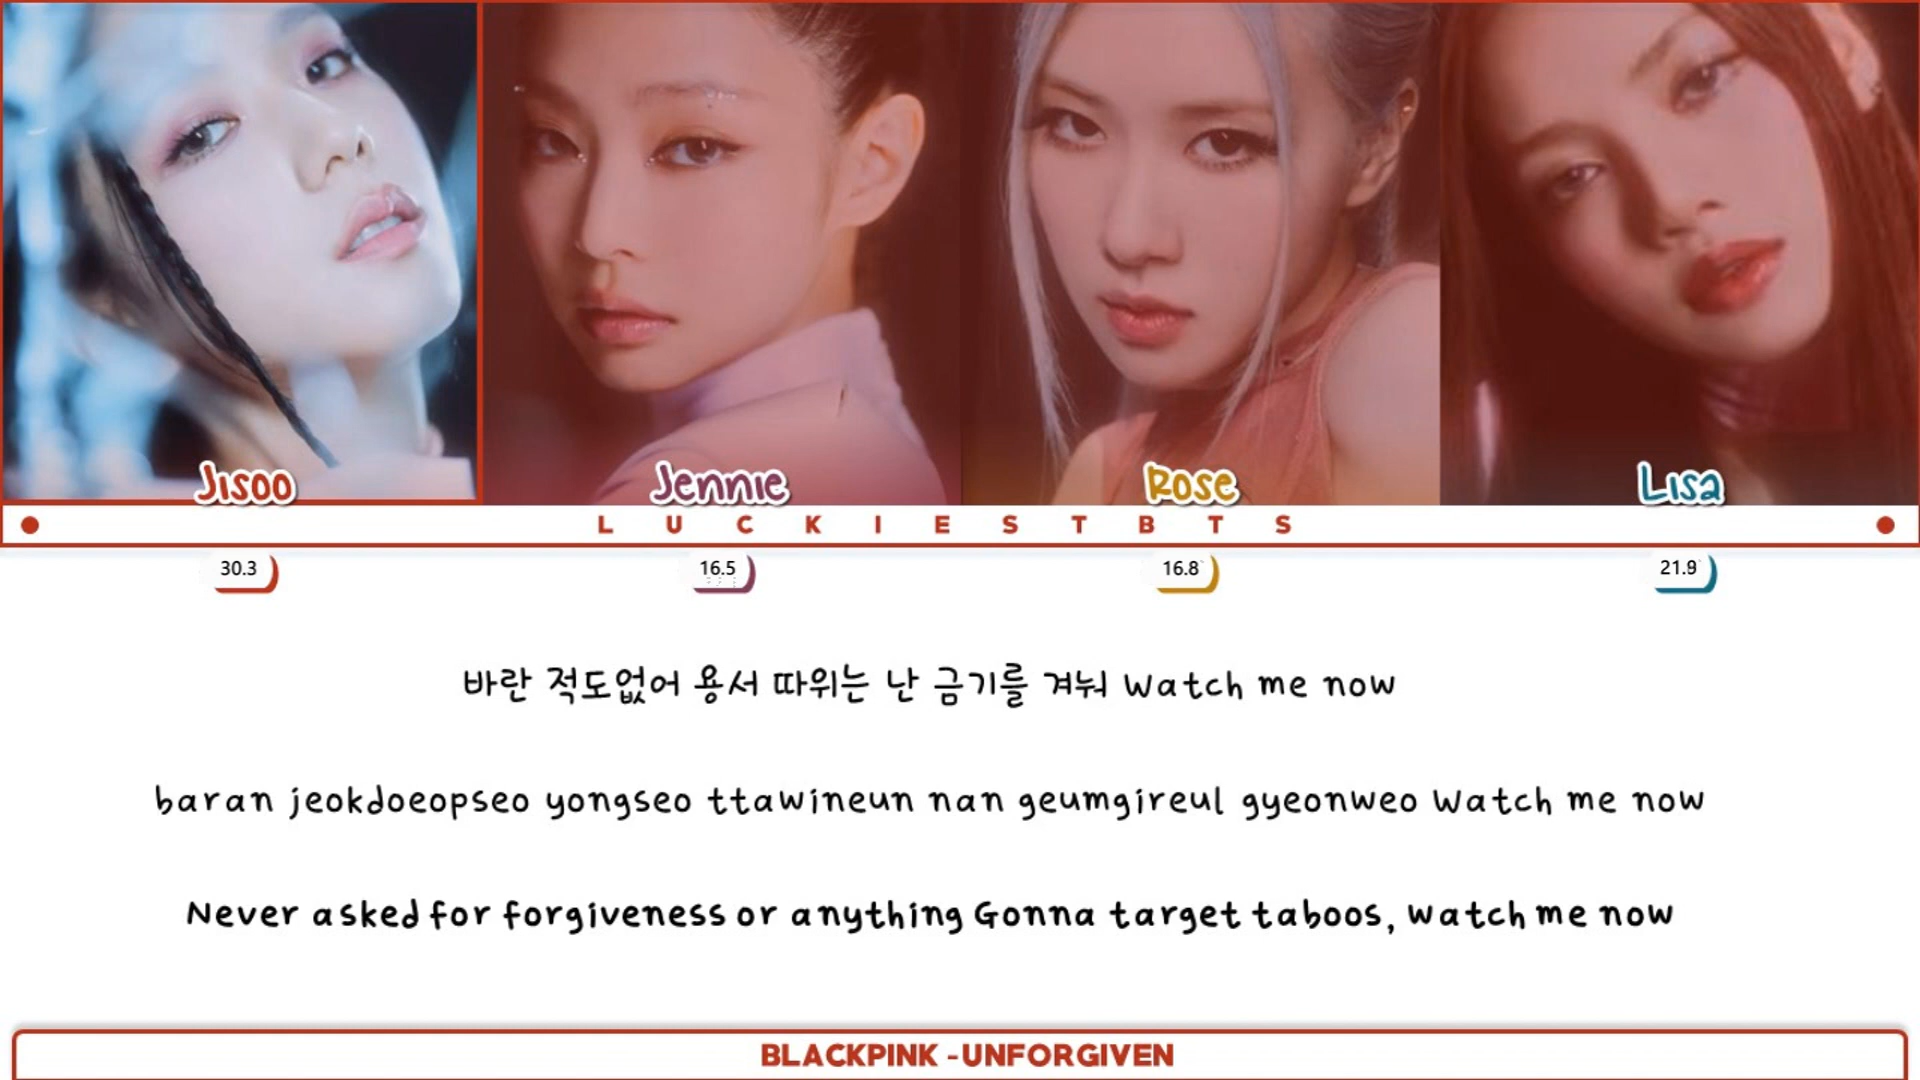 Jisoo Jennie Rose Lisa
LUCKIESTBTS
30.3 16.5 16.8 21.9
바란 적도없어 용서 따위는 난 금기를 겨눠 Watch me now
baran jeokdoeopseo yongseo ttawineun nan geumgireul gyeonweo Watch me now
Never asked for forgiveness or anything Gonna target taboos, watch me now
BLACKPINK -UNFORGIVEN